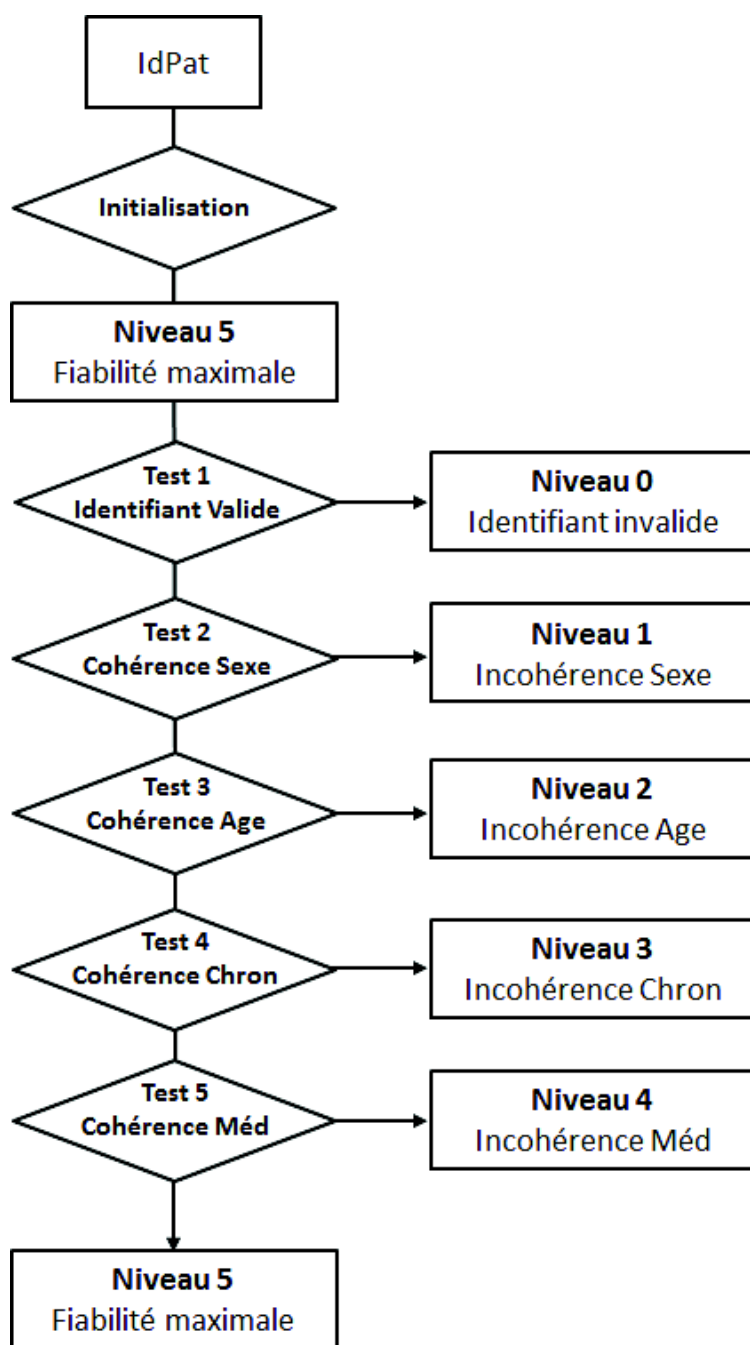 IdPat
Initialisation
Niveau 5
Fiabilité maximale
Test 1
Identifiant Valide
Niveau 0
Identifiant invalide
Test 2
Cohérence Sexe
Niveau 1
Incohérence Sexe
Test 3
Cohérence Age
Niveau 2
Incohérence Age
Test 4
Cohérence Chron
Niveau 3
Incohérence Chron
Test 5
Cohérence Méd
Niveau 4
Incohérence Méd
Niveau 5
Fiabilité maximale